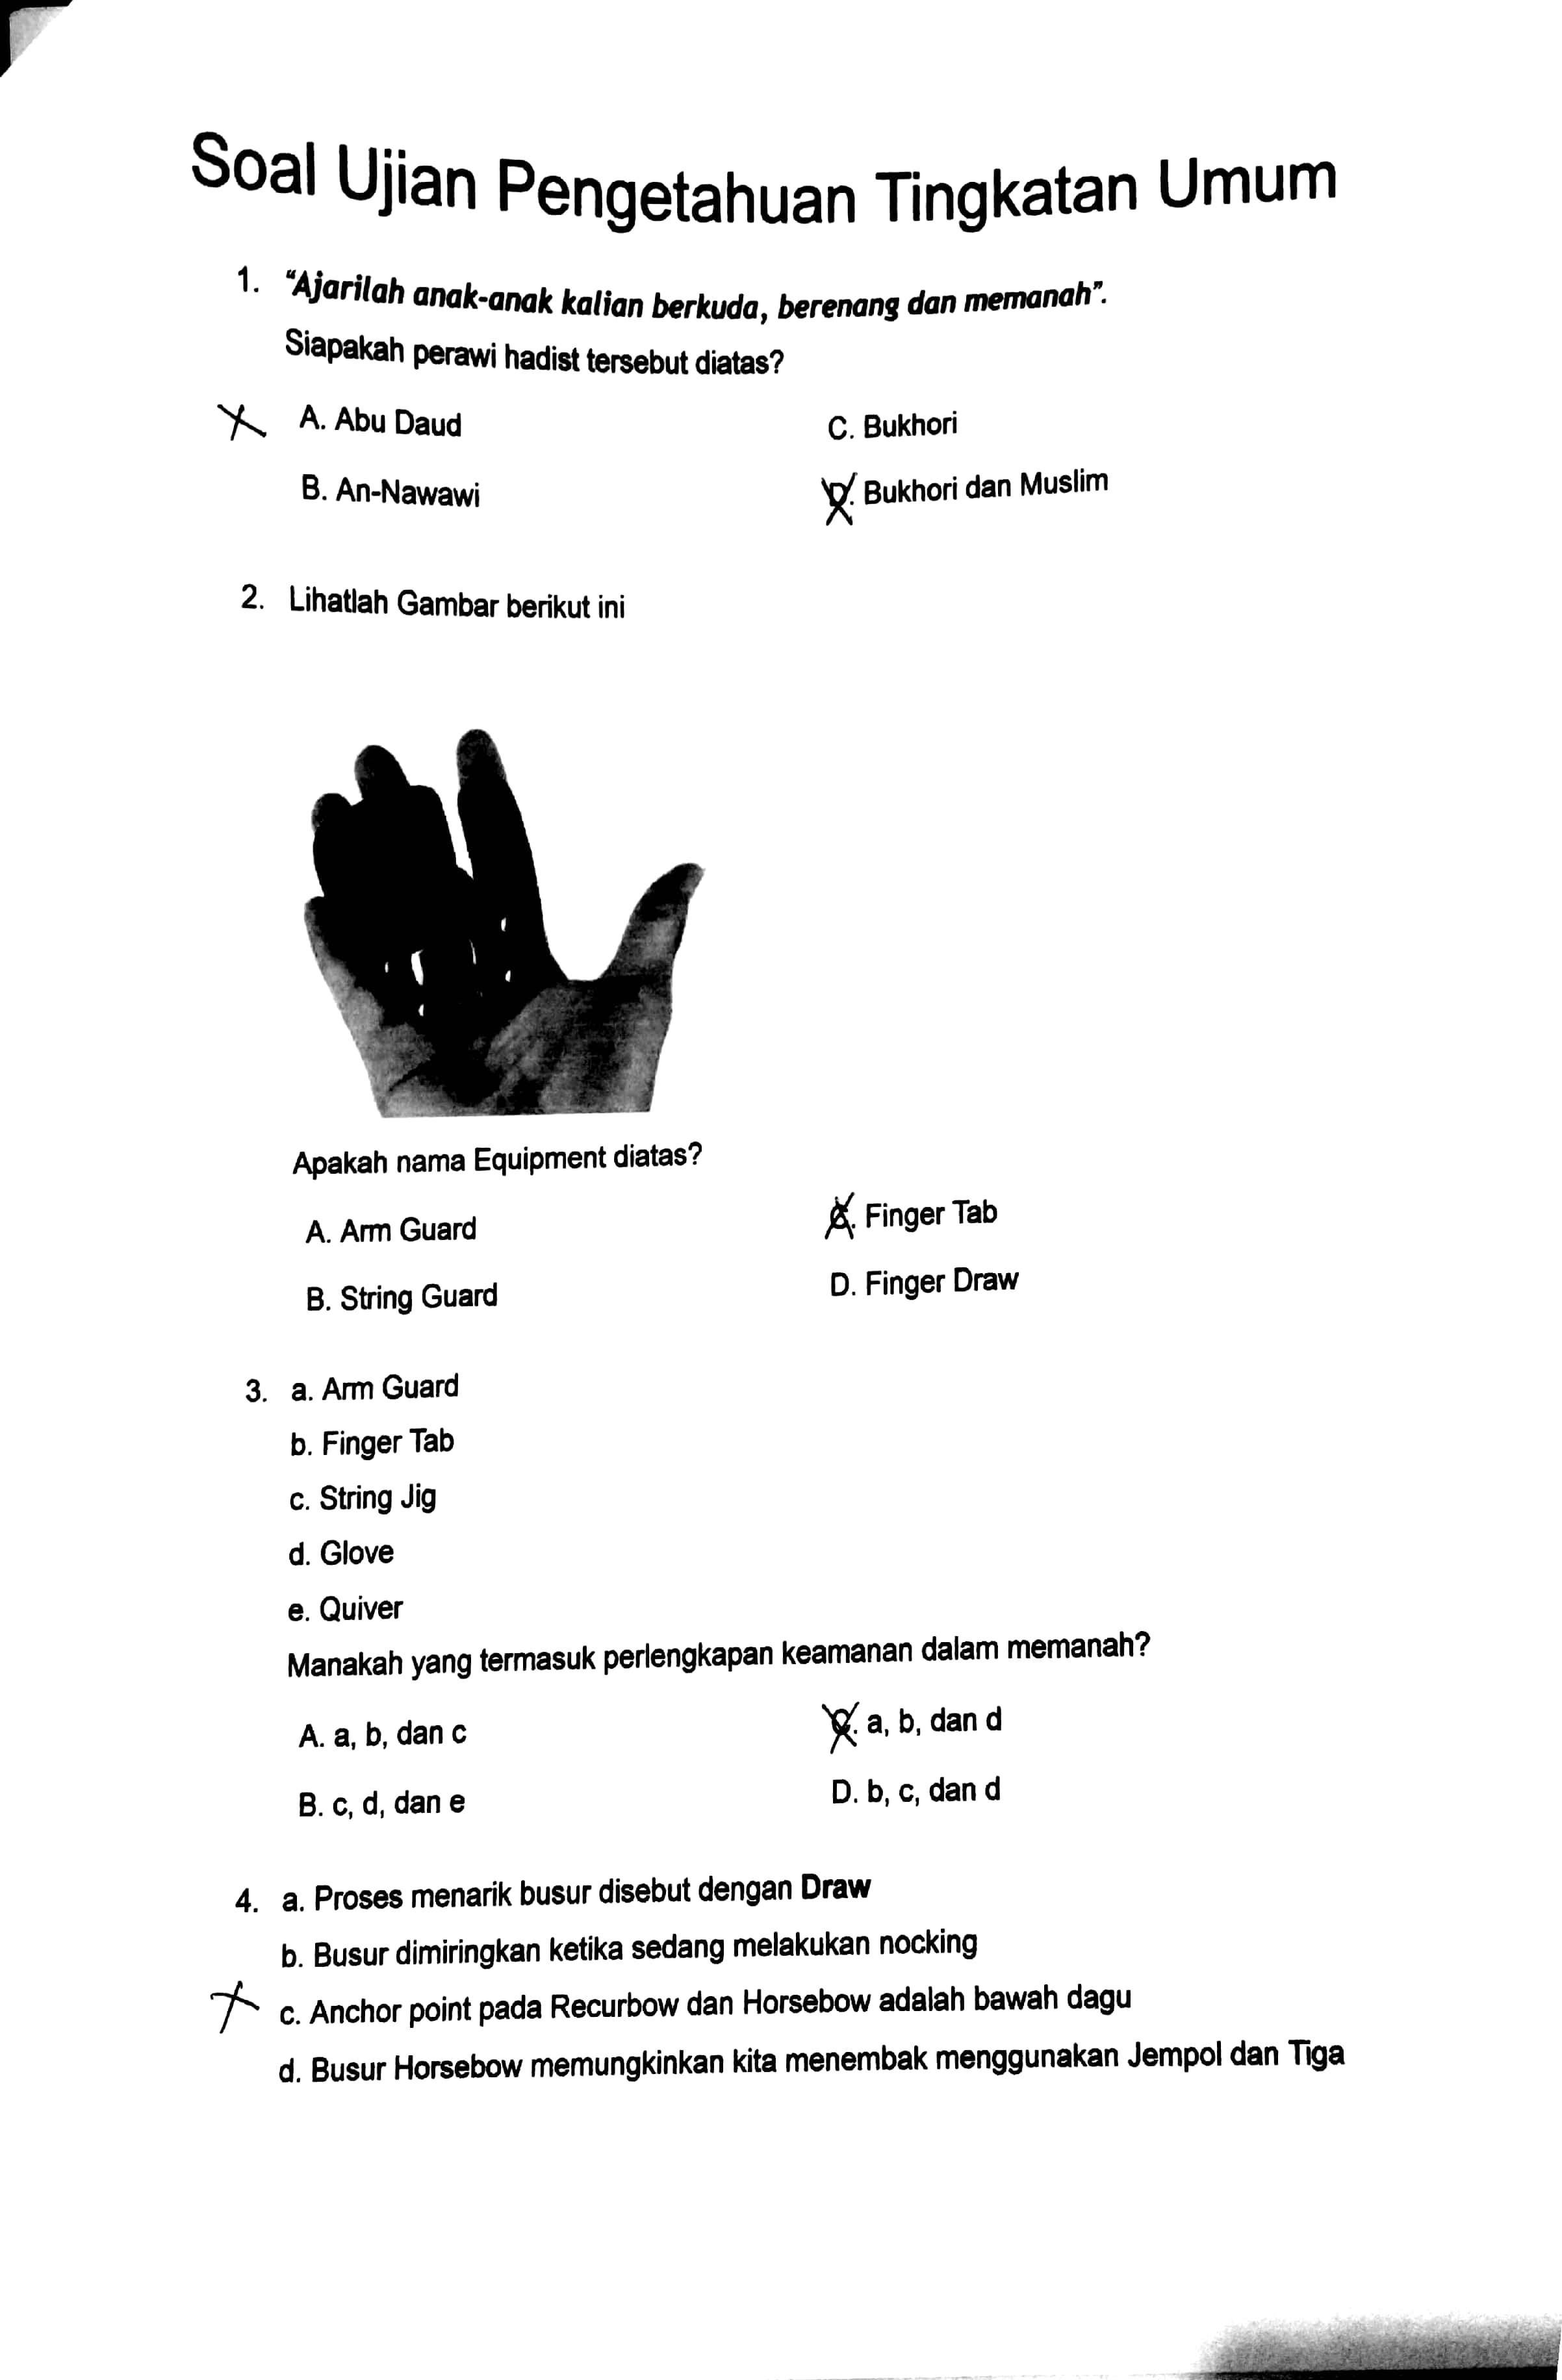 Soal Ujian Pengetahuan Tingkatan Umum
1. “Ajarilah anak-anak kalian berkuda, berenang dan memanah”.
Siapakah perawi hadist tersebut diatas?
A. Abu Daud
C. Bukhori
B. An-Nawawi
D. Bukhori dan Muslim
2. Lihatlah Gambar berikut ini
Apakah nama Equipment diatas?
A. Arm Guard
C. Finger Tab
B. String Guard
D. Finger Draw
3. a. Arm Guard
b. Finger Tab
c. String Jig
d. Glove
e. Quiver
Manakah yang termasuk perlengkapan keamanan dalam memanah?
A. a, b, dan c
C. a, b, dan d
B. c, d, dan e
D. b, c, dan d
4. a. Proses menarik busur disebut dengan Draw
b. Busur dimiringkan ketika sedang melakukan nocking
c. Anchor point pada Recurbow dan Horsebow adalah bawah dagu
d. Busur Horsebow memungkinkan kita menembak menggunakan Jempol dan Tiga